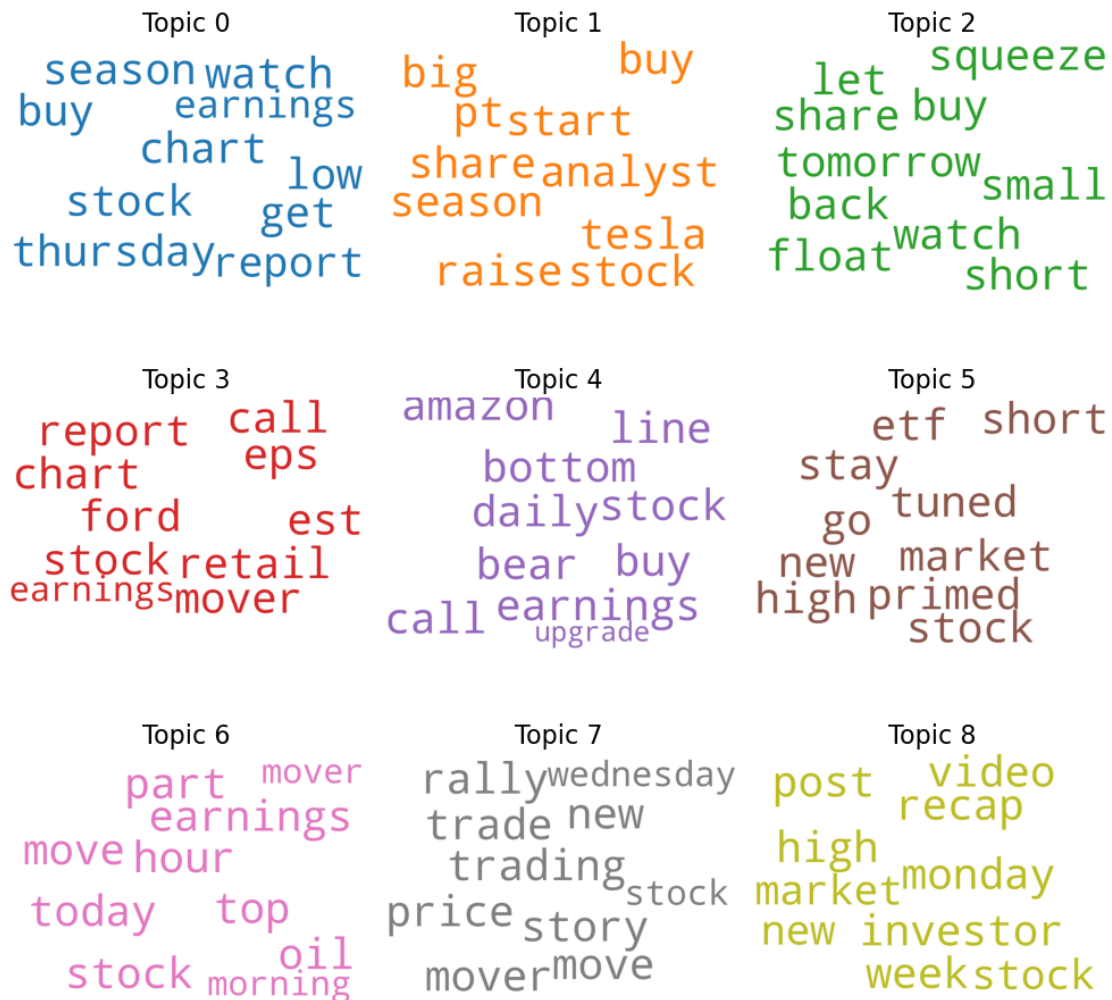 Topic 0
season watch
buy earnings
chart
low
stock get
thursday report
Topic 1
big buy
pt start
share analyst
season
tesla
raise stock
Topic 2
squeeze
let
share buy
tomorrow
small
back
watch
float
short
Topic 3
report call
chart eps
ford est
stock retail
earnings mover
Topic 4
amazon
line
bottom
daily stock
bear buy
call earnings
upgrade
Topic 5
etf short
stay
tuned
go
new market
high primed
stock
Topic 6
part mover
earnings
move hour
today top
oil
stock morning
Topic 7
rally wednesday
trade new
trading
stock
price story
mover move
Topic 8
post video
recap
high
market monday
new investor
week stock